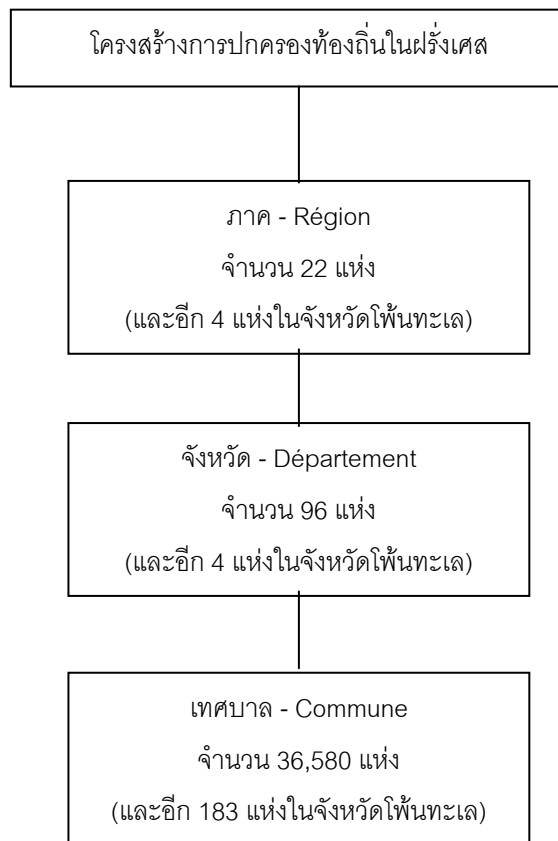 โครงสร้างการปกครองท้องถิ่นในฝรั่งเศส
ภาค - Région
จำนวน 22 แห่ง
(และอีก 4 แห่งในจังหวัดโพ้นทะเล)
จังหวัด - Département
จำนวน 96 แห่ง
(และอีก 4 แห่งในจังหวัดโพ้นทะเล)
เทศบาล - Commune
จำนวน 36,580 แห่ง
(และอีก 183 แห่งในจังหวัดโพ้นทะเล)